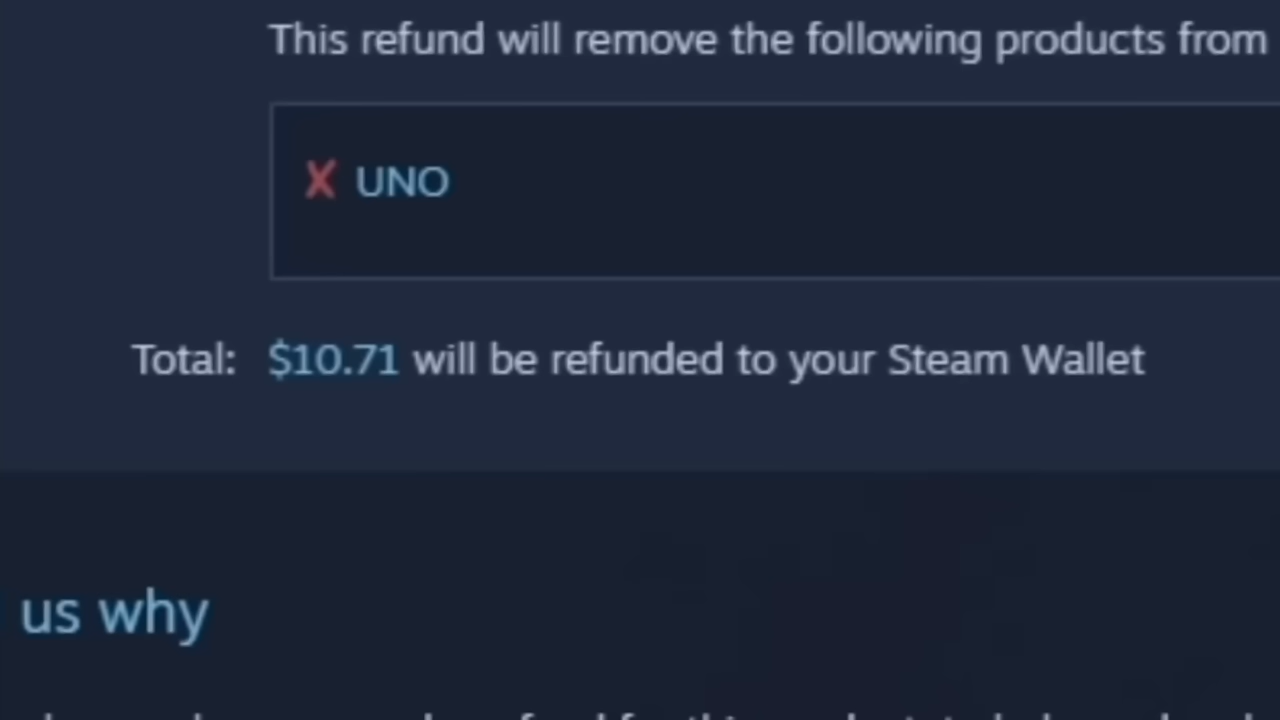 This refund will remove the following products from
X UNO
Total: $10.71 will be refunded to your Steam Wallet
us why